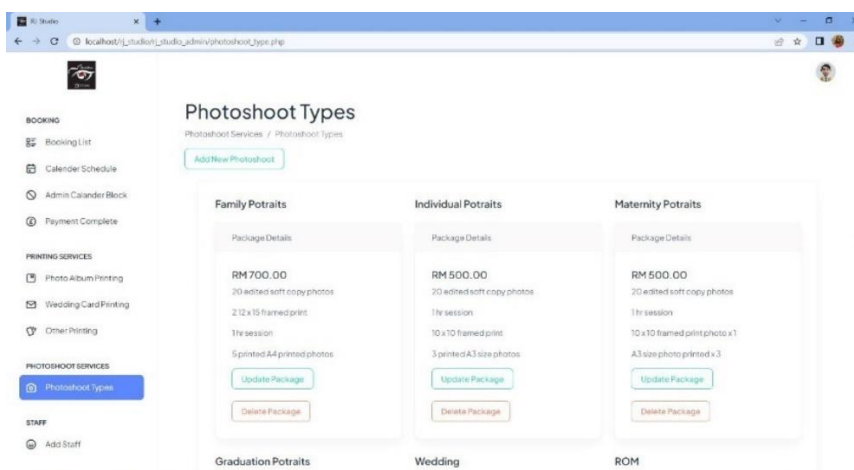 RJ Studio
localhost/rj_studio/rj_studio_admin/photoshoot_type.php
BOOKING
Booking List
Calender Schedule
Admin Calander Block
Payment Complete
PRINTING SERVICES
Photo Album Printing
Wedding Card Printing
Other Printing
PHOTOSHOOT SERVICES
Photoshoot Types
STAFF
Add Staff
Photoshoot Types
Photoshoot Services / Photoshoot Types
Add New Photoshoot
Family Potraits
Package Details
RM 700.00
20 edited soft copy photos
2 12 x 15 framed print
1 hr session
5 printed A4 printed photos
Update Package
Delete Package
Individual Potraits
Package Details
RM 500.00
20 edited soft copy photos
1 hr session
10 x 10 framed print
3 printed A3 size photos
Update Package
Delete Package
Maternity Potraits
Package Details
RM 500.00
20 edited soft copy photos
1 hr session
10 x 10 framed print photo x 1
A3 size photo printed x 3
Update Package
Delete Package
Graduation Potraits
Wedding
ROM